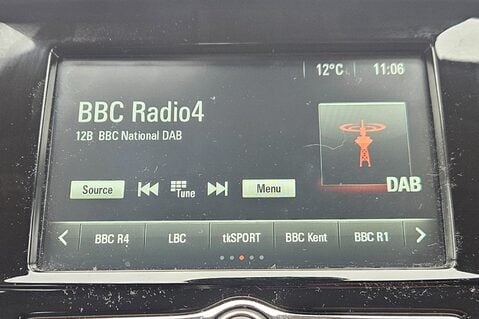 12°C 11:06
BBC Radio4
12B BBC National DAB
DAB
Source Tune Menu
BBC R4 LBC tkSPORT BBC Kent BBC R1